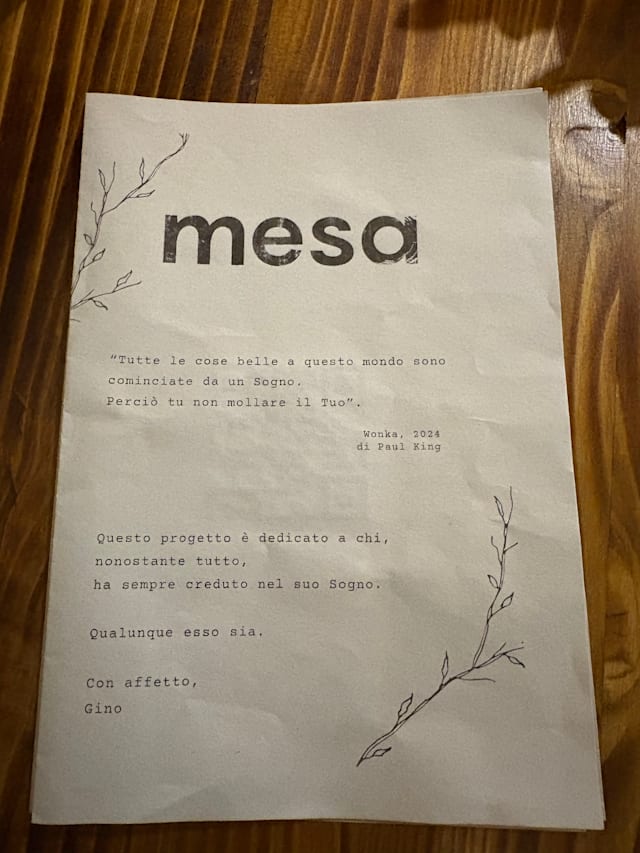 mesa
“Tutte le cose belle a questo mondo sono
cominciate da un Sogno.
Perciò tu non mollare il Tuo”.
Wonka, 2024
di Paul King
Questo progetto è dedicato a chi,
nonostante tutto,
ha sempre creduto nel suo Sogno.
Qualunque esso sia.
Con affetto,
Gino